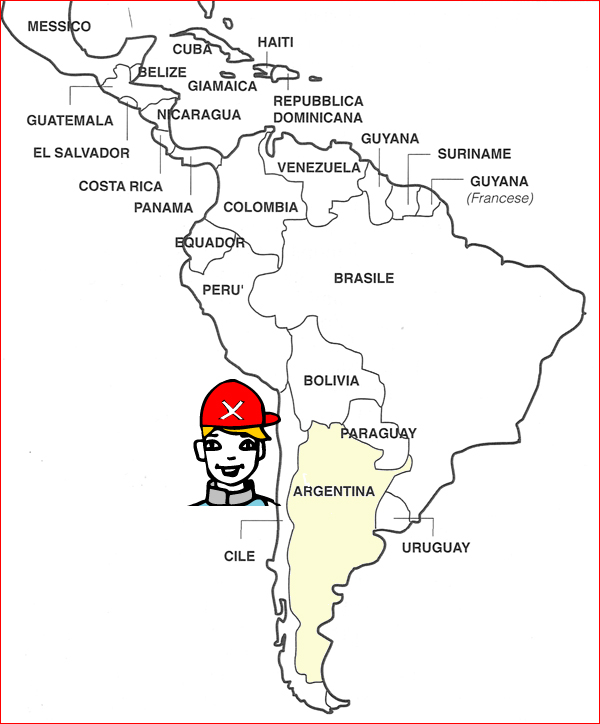 MESSICO
CUBA
HAITI
BELIZE
GIAMAICA
REPUBBLICA
DOMINICANA
NICARAGUA
GUATEMALA
EL SALVADOR
COSTA RICA
PANAMA
GUYANA
SURINAME
GUYANA
(Francese)
VENEZUELA
COLOMBIA
EQUADOR
PERU'
BRASILE
BOLIVIA
PARAGUAY
ARGENTINA
CILE
URUGUAY